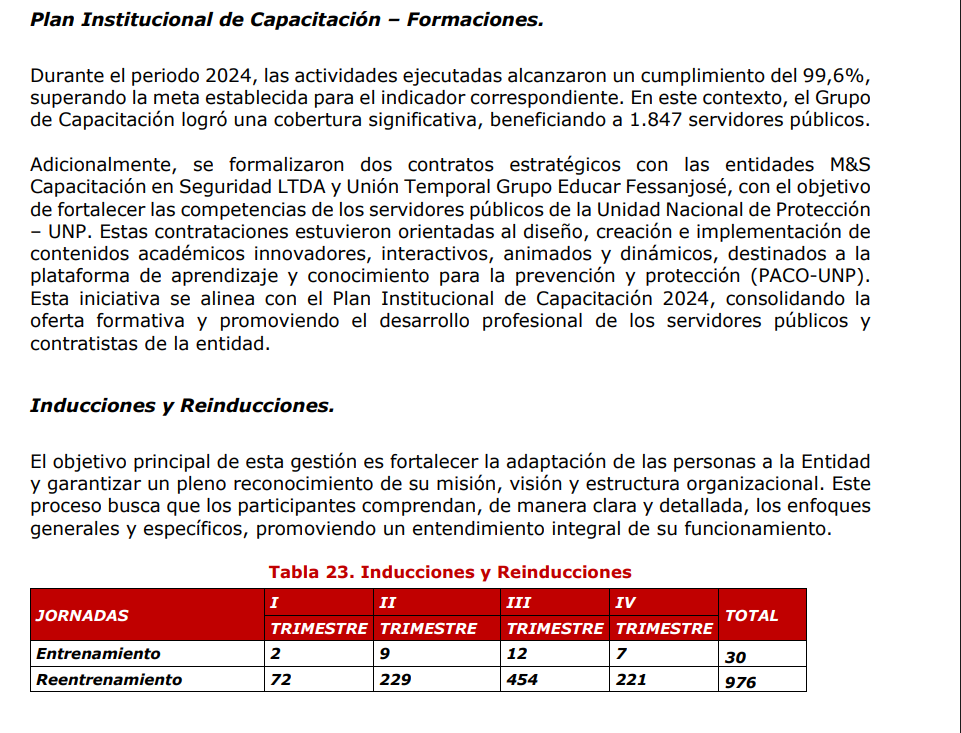 Plan Institucional de Capacitación – Formaciones.
Durante el periodo 2024, las actividades ejecutadas alcanzaron un cumplimiento del 99,6%,
superando la meta establecida para el indicador correspondiente. En este contexto, el Grupo
de Capacitación logró una cobertura significativa, beneficiando a 1.847 servidores públicos.
Adicionalmente, se formalizaron dos contratos estratégicos con las entidades M&S
Capacitación en Seguridad LTDA y Unión Temporal Grupo Educar Fessanjosé, con el objetivo
de fortalecer las competencias de los servidores públicos de la Unidad Nacional de Protección
– UNP. Estas contrataciones estuvieron orientadas al diseño, creación e implementación de
contenidos académicos innovadores, interactivos, animados y dinámicos, destinados a la
plataforma de aprendizaje y conocimiento para la prevención y protección (PACO-UNP).
Esta iniciativa se alinea con el Plan Institucional de Capacitación 2024, consolidando la
oferta formativa y promoviendo el desarrollo profesional de los servidores públicos y
contratistas de la entidad.
Inducciones y Reinducciones.
El objetivo principal de esta gestión es fortalecer la adaptación de las personas a la Entidad
y garantizar un pleno reconocimiento de su misión, visión y estructura organizacional. Este
proceso busca que los participantes comprendan, de manera clara y detallada, los enfoques
generales y específicos, promoviendo un entendimiento integral de su funcionamiento.
Tabla 23. Inducciones y Reinducciones
JORNADAS I TRIMESTRE II TRIMESTRE III TRIMESTRE IV TRIMESTRE TOTAL
Entrenamiento 2 9 12 7 30
Reentrenamiento 72 229 454 221 976